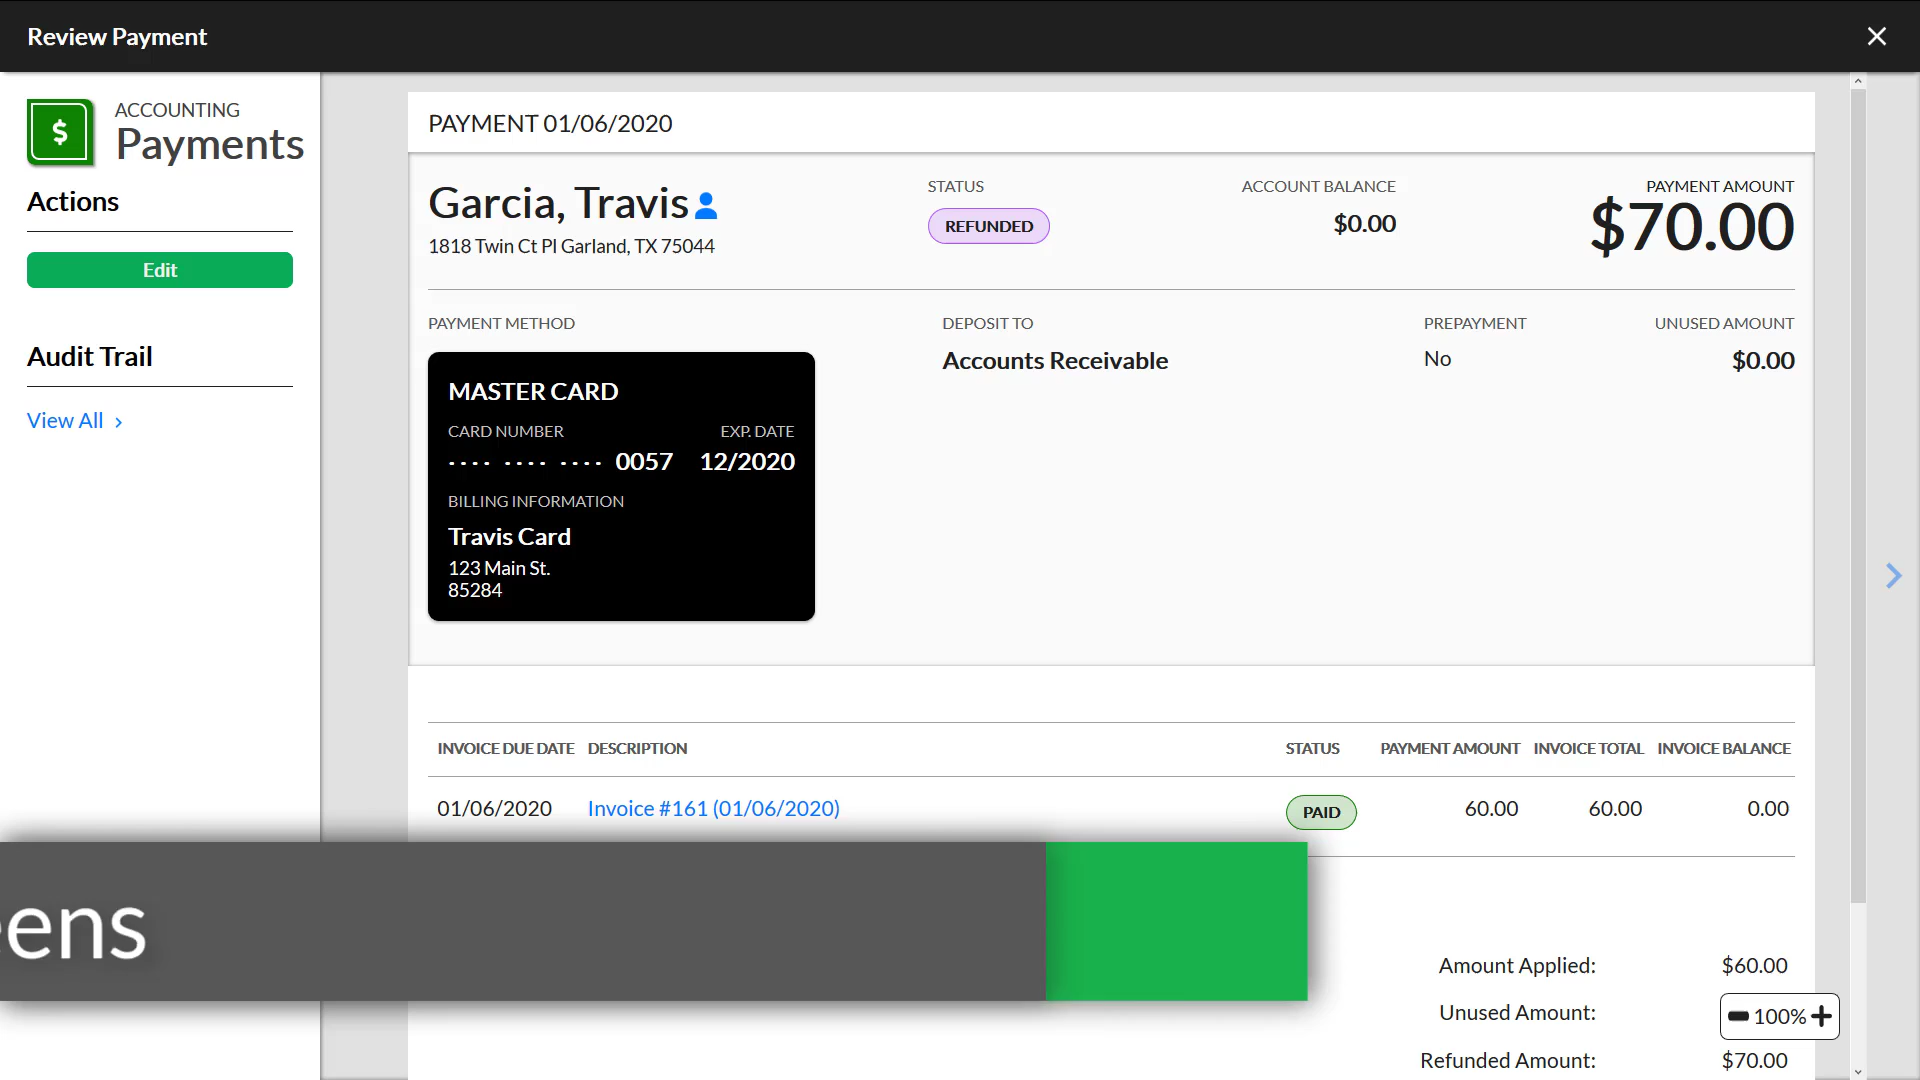 Review Payment
ACCOUNTING
Payments
Actions
Edit
Audit Trail
View All
PAYMENT 01/06/2020
Garcia, Travis
1818 Twin Ct Pl Garland, TX 75044
STATUS
REFUNDED
ACCOUNT BALANCE
$0.00
PAYMENT AMOUNT
$70.00
PAYMENT METHOD
MASTER CARD
CARD NUMBER EXP. DATE
···· ···· ···· 0057 12/2020
BILLING INFORMATION
Travis Card
123 Main St.
85284
DEPOSIT TO
Accounts Receivable
PREPAYMENT
No
UNUSED AMOUNT
$0.00
INVOICE DUE DATE DESCRIPTION STATUS PAYMENT AMOUNT INVOICE TOTAL INVOICE BALANCE
01/06/2020 Invoice #161 (01/06/2020) PAID 60.00 60.00 0.00
Amount Applied: $60.00
Unused Amount:
100%
Refunded Amount: $70.00